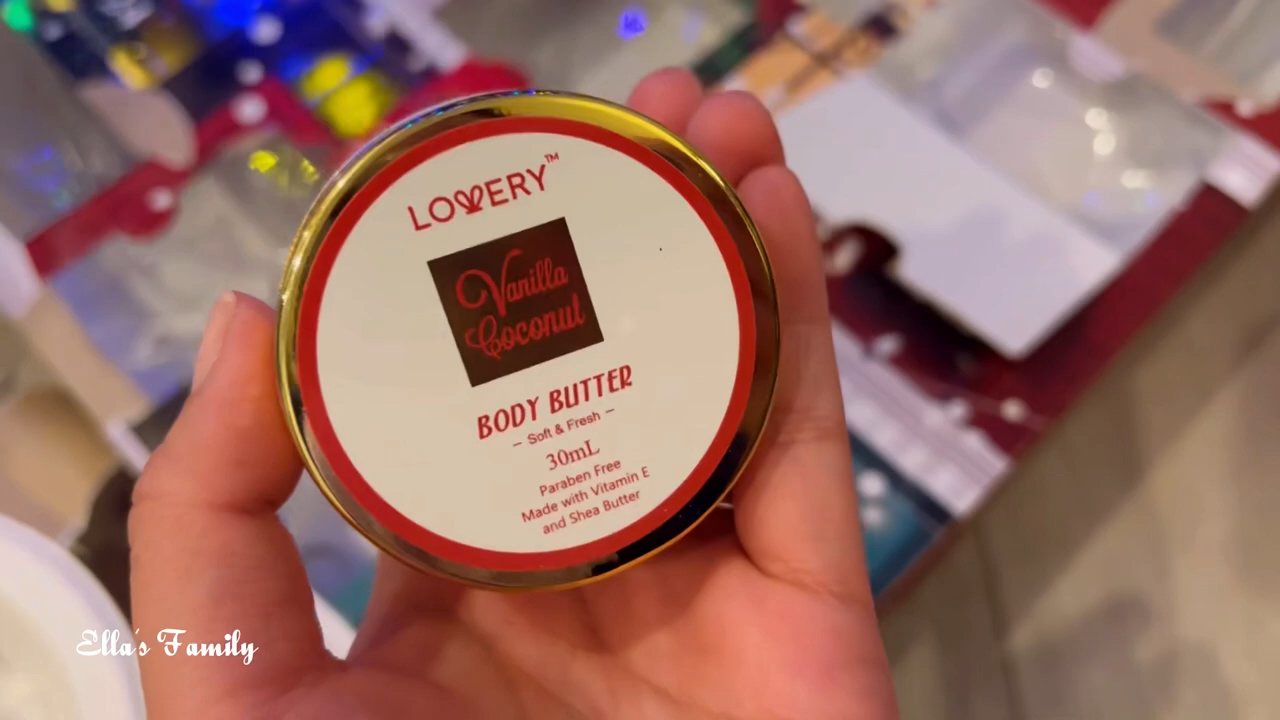 LOVERY™
Vanilla
Coconut
BODY BUTTER
– Soft & Fresh –
30mL
Paraben Free
Made with Vitamin E
and Shea Butter
Ella's Family